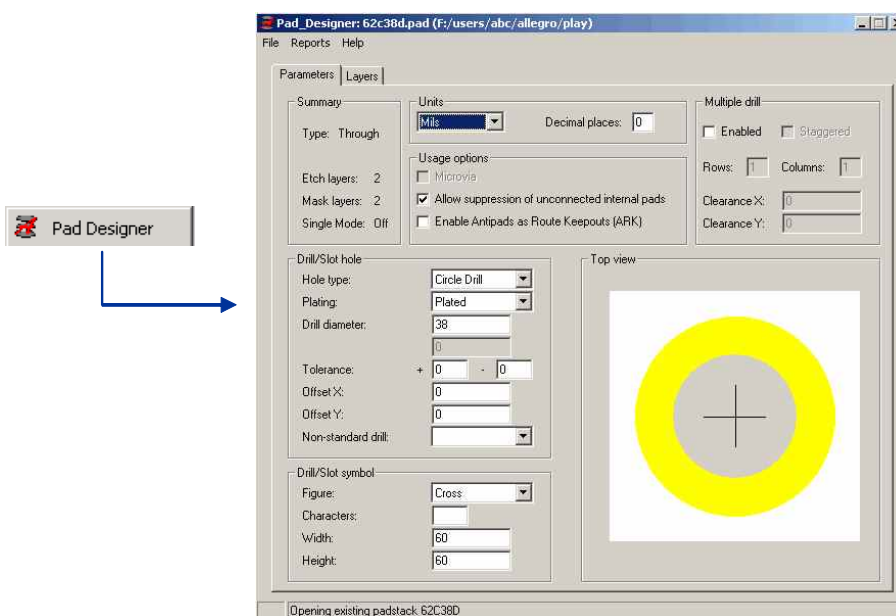 Pad_Designer: 62c38d.pad (F:/users/abc/allegro/play)
File Reports Help
Parameters Layers
Summary
Type: Through
Etch layers: 2
Mask layers: 2
Single Mode: Off
Units
Mils
Decimal places: 0
Usage options
Microvia
Allow suppression of unconnected internal pads
Enable Antipads as Route Keepouts (ARK)
Multiple drill
Enabled Staggered
Rows: 1 Columns: 1
Clearance X: 0
Clearance Y: 0
Pad Designer
Drill/Slot hole
Hole type: Circle Drill
Plating: Plated
Drill diameter: 38
0
Tolerance: + 0 - 0
Offset X: 0
Offset Y: 0
Non-standard drill:
Drill/Slot symbol
Figure: Cross
Characters:
Width: 60
Height: 60
Top view
Opening existing padstack 62C38D